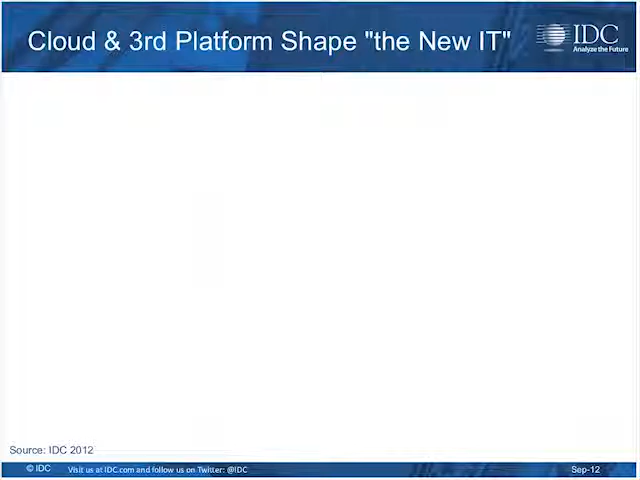 Cloud & 3rd Platform Shape "the New IT"
IDC
Analyze the Future
Source: IDC 2012
© IDC Visit us at IDC.com and follow us on Twitter: @IDC Sep-12